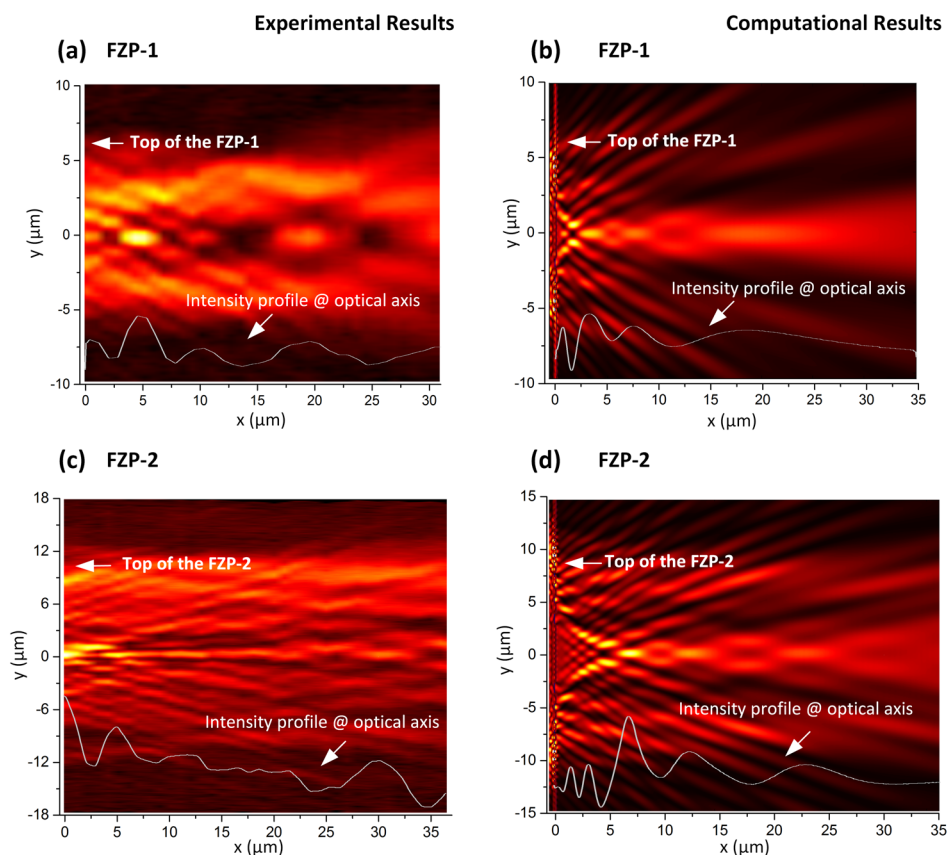 Experimental Results
Computational Results
(a) FZP-1
(b) FZP-1
10
5
0
-5
-10
y (μm)
Top of the FZP-1
Intensity profile @ optical axis
0 5 10 15 20 25 30
x (μm)
10
5
0
-5
-10
y (μm)
Top of the FZP-1
Intensity profile @ optical axis
0 5 10 15 20 25 30 35
x (μm)
(c) FZP-2
(d) FZP-2
18
12
6
0
-6
-12
-18
y (μm)
Top of the FZP-2
Intensity profile @ optical axis
0 5 10 15 20 25 30 35
x (μm)
15
10
5
0
-5
-10
-15
y (μm)
Top of the FZP-2
Intensity profile @ optical axis
0 5 10 15 20 25 30 35
x (μm)